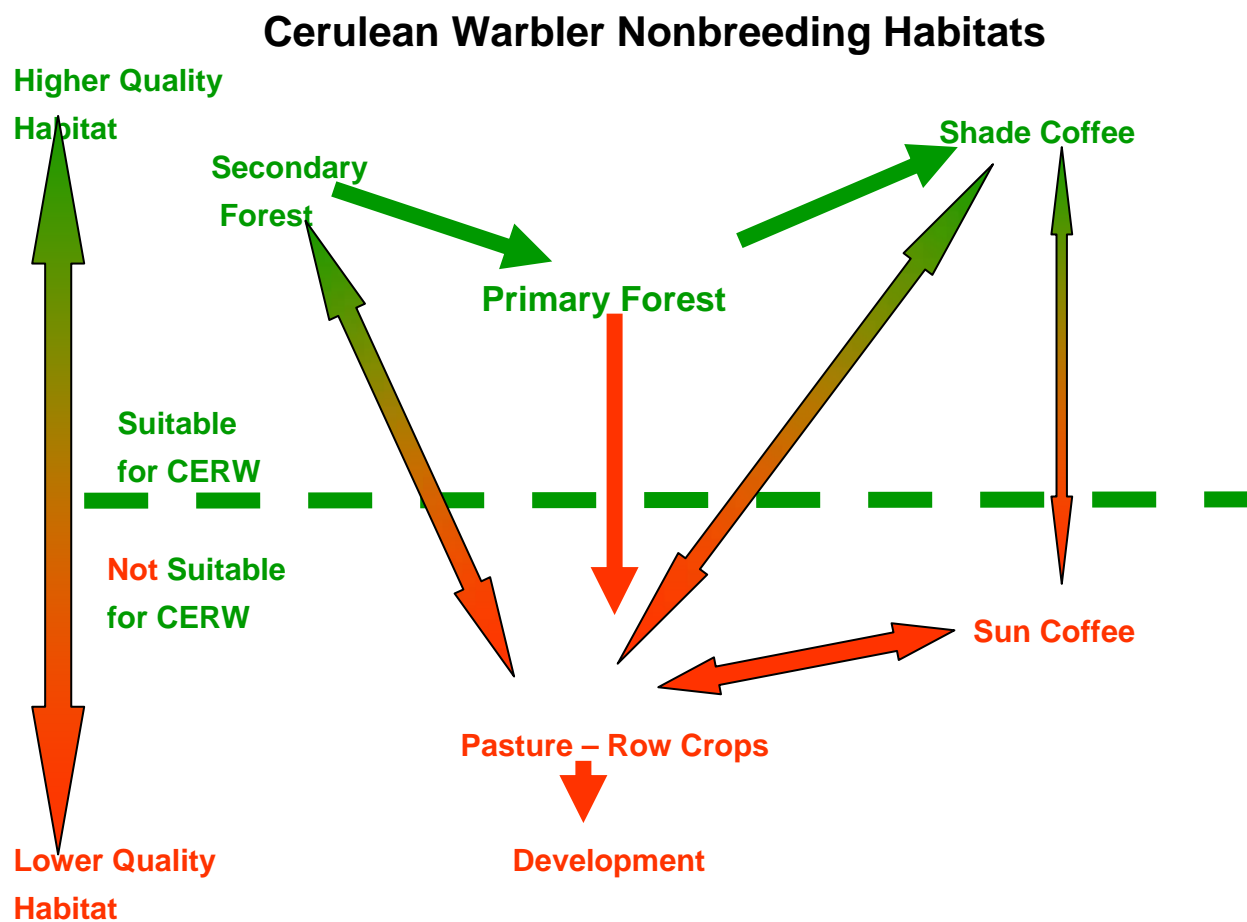 Cerulean Warbler Nonbreeding Habitats
Higher Quality
Habitat
Shade Coffee
Secondary
Forest
Primary Forest
Suitable
for CERW
Not Suitable
for CERW
Sun Coffee
Pasture – Row Crops
Lower Quality
Habitat
Development